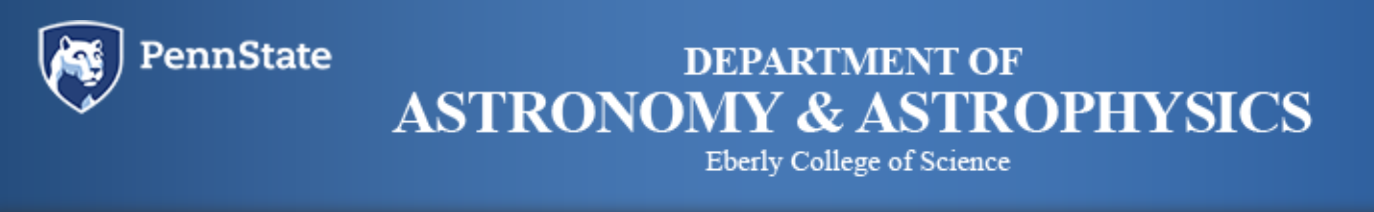 PennState
DEPARTMENT OF
ASTRONOMY & ASTROPHYSICS
Eberly College of Science